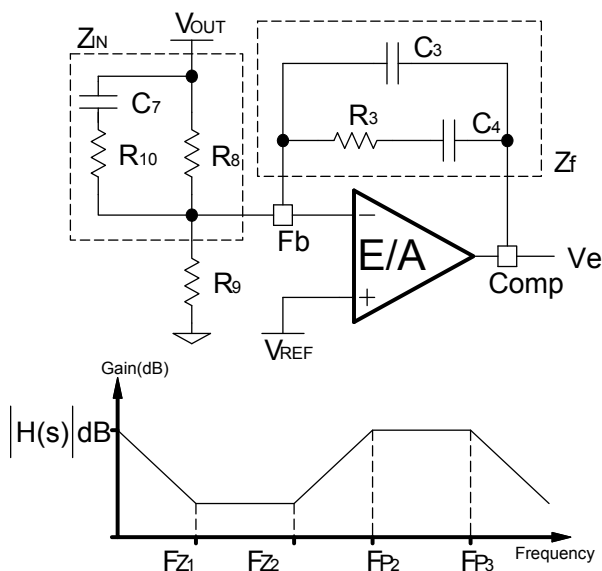 ZIN
VOUT
C7
R10
R8
C3
R3
C4
Zf
Fb
E/A
Ve
Comp
R9
VREF
Gain(dB)
|H(s)|dB
FZ1
FZ2
FP2
FP3
Frequency